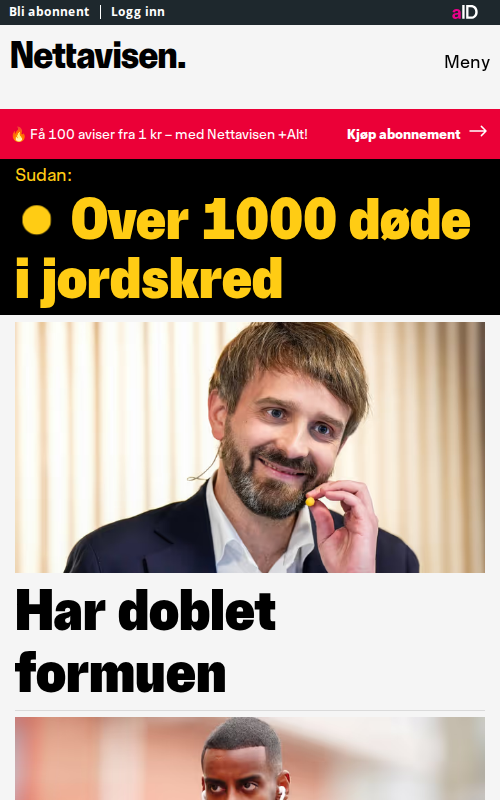 Bli abonnent | Logg inn
aID
Nettavisen.
Meny
🔥 Få 100 aviser fra 1 kr – med Nettavisen +Alt!
Kjøp abonnement →
Sudan:
Over 1000 døde
i jordskred
Har doblet
formuen